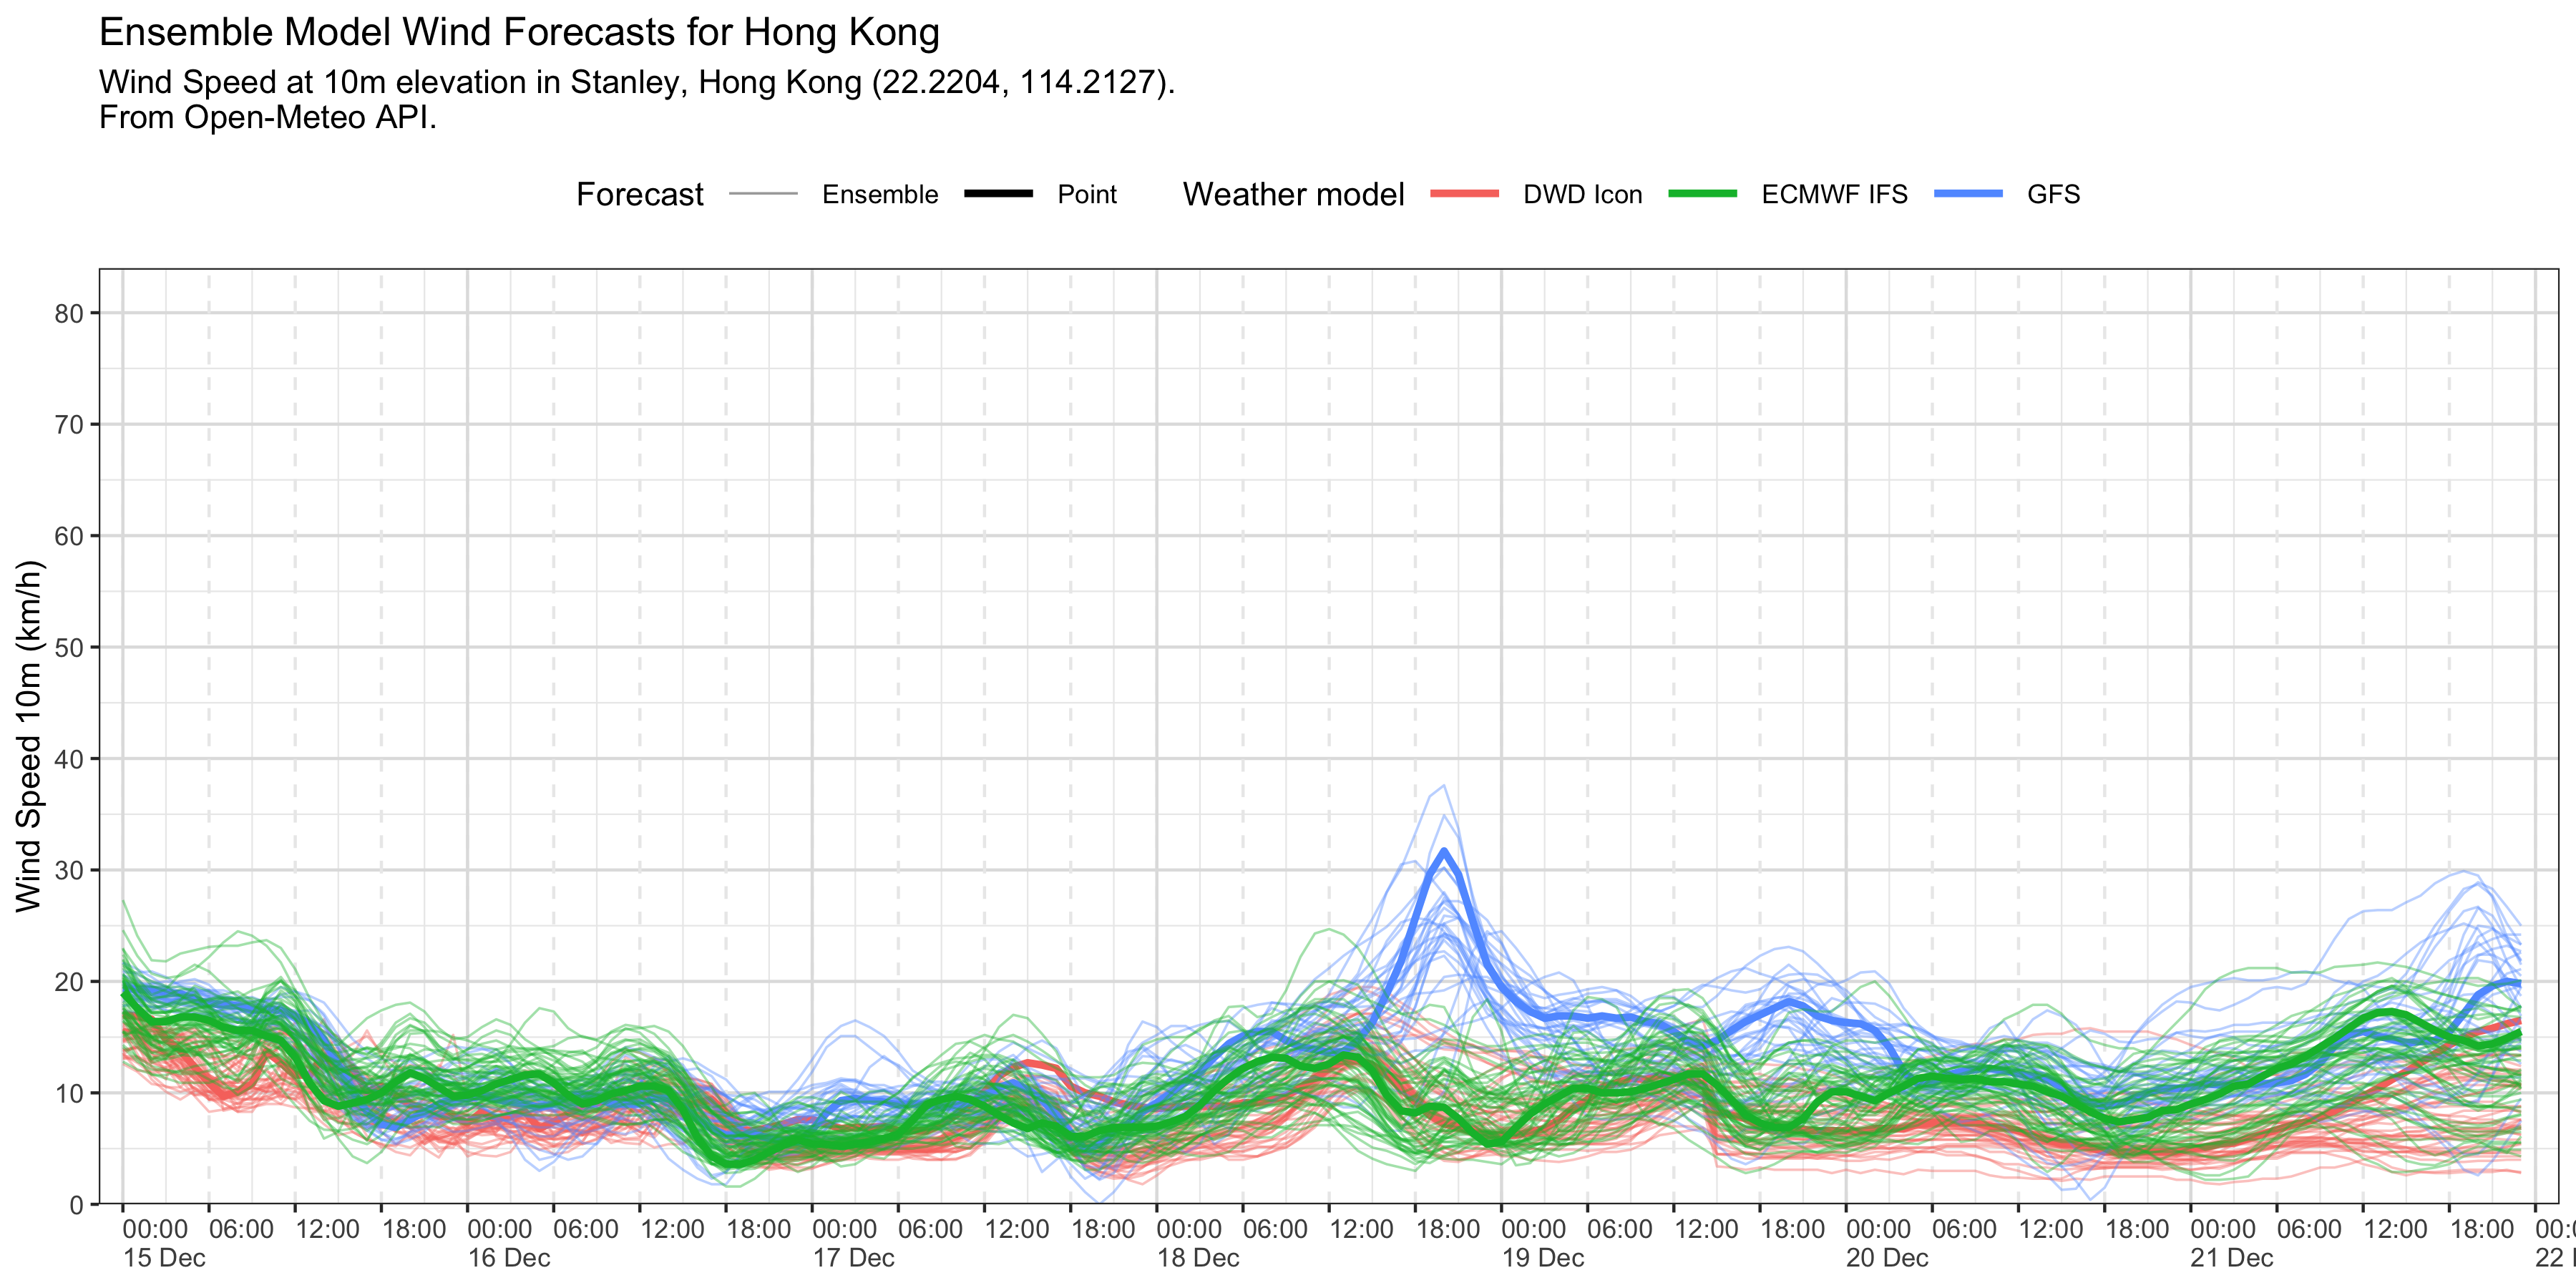 Ensemble Model Wind Forecasts for Hong Kong
Wind Speed at 10m elevation in Stanley, Hong Kong (22.2204, 114.2127).
From Open-Meteo API.
Forecast Ensemble Point Weather model DWD Icon ECMWF IFS GFS
Wind Speed 10m (km/h)
80
70
60
50
40
30
20
10
0
00:00 06:00 12:00 18:00 00:00 06:00 12:00 18:00 00:00 06:00 12:00 18:00 00:00 06:00 12:00 18:00 00:00 06:00 12:00 18:00 00:00 06:00 12:00 18:00 00:00 06:00 12:00 18:00
15 Dec 16 Dec 17 Dec 18 Dec 19 Dec 20 Dec 21 Dec 22